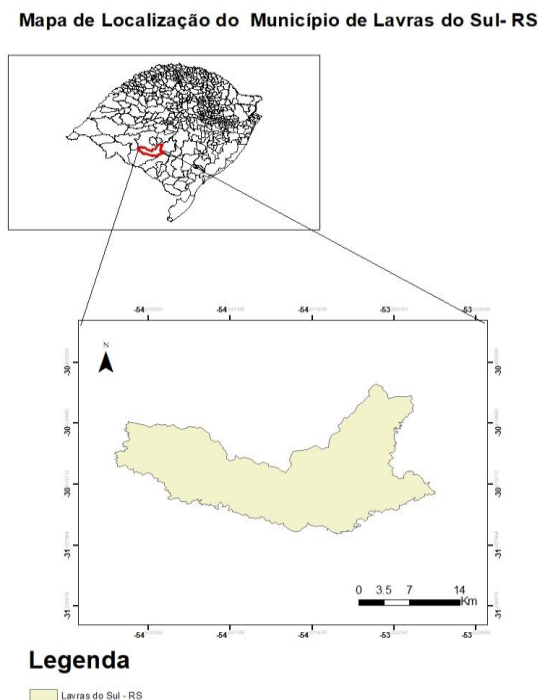 Mapa de Localização do Município de Lavras do Sul- RS
-54 -54 -54 -53 -53
N
-30 -30
-30 -30
-30 -30
-31 -31
0 3.5 7 14
Km
-31 -31
-54 -54 -54 -53 -53
Legenda
Lavras do Sul - RS